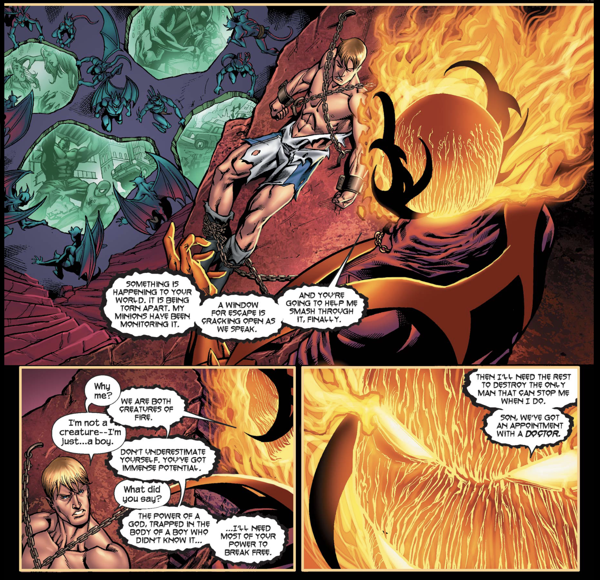 SOMETHING IS
HAPPENING TO YOUR
WORLD. IT IS BEING
TORN APART. MY
MINIONS HAVE BEEN
MONITORING IT.
A WINDOW
FOR ESCAPE IS
CRACKING OPEN AS
WE SPEAK.
AND YOU'RE
GOING TO HELP ME
SMASH THROUGH
IT, FINALLY.
Why
me?
WE ARE BOTH
CREATURES OF
FIRE.
I'm not a
creature--I'm
just...a boy.
DON'T UNDERESTIMATE
YOURSELF. YOU'VE GOT
IMMENSE POTENTIAL.
What did
you say?
THE POWER OF A
GOD, TRAPPED IN THE
BODY OF A BOY WHO
DIDN'T KNOW IT...
...I'LL NEED
MOST OF YOUR
POWER TO
BREAK FREE.
THEN I'LL NEED THE REST
TO DESTROY THE ONLY
MAN THAT CAN STOP ME
WHEN I DO.
SON, WE'VE GOT
AN APPOINTMENT
WITH A DOCTOR.